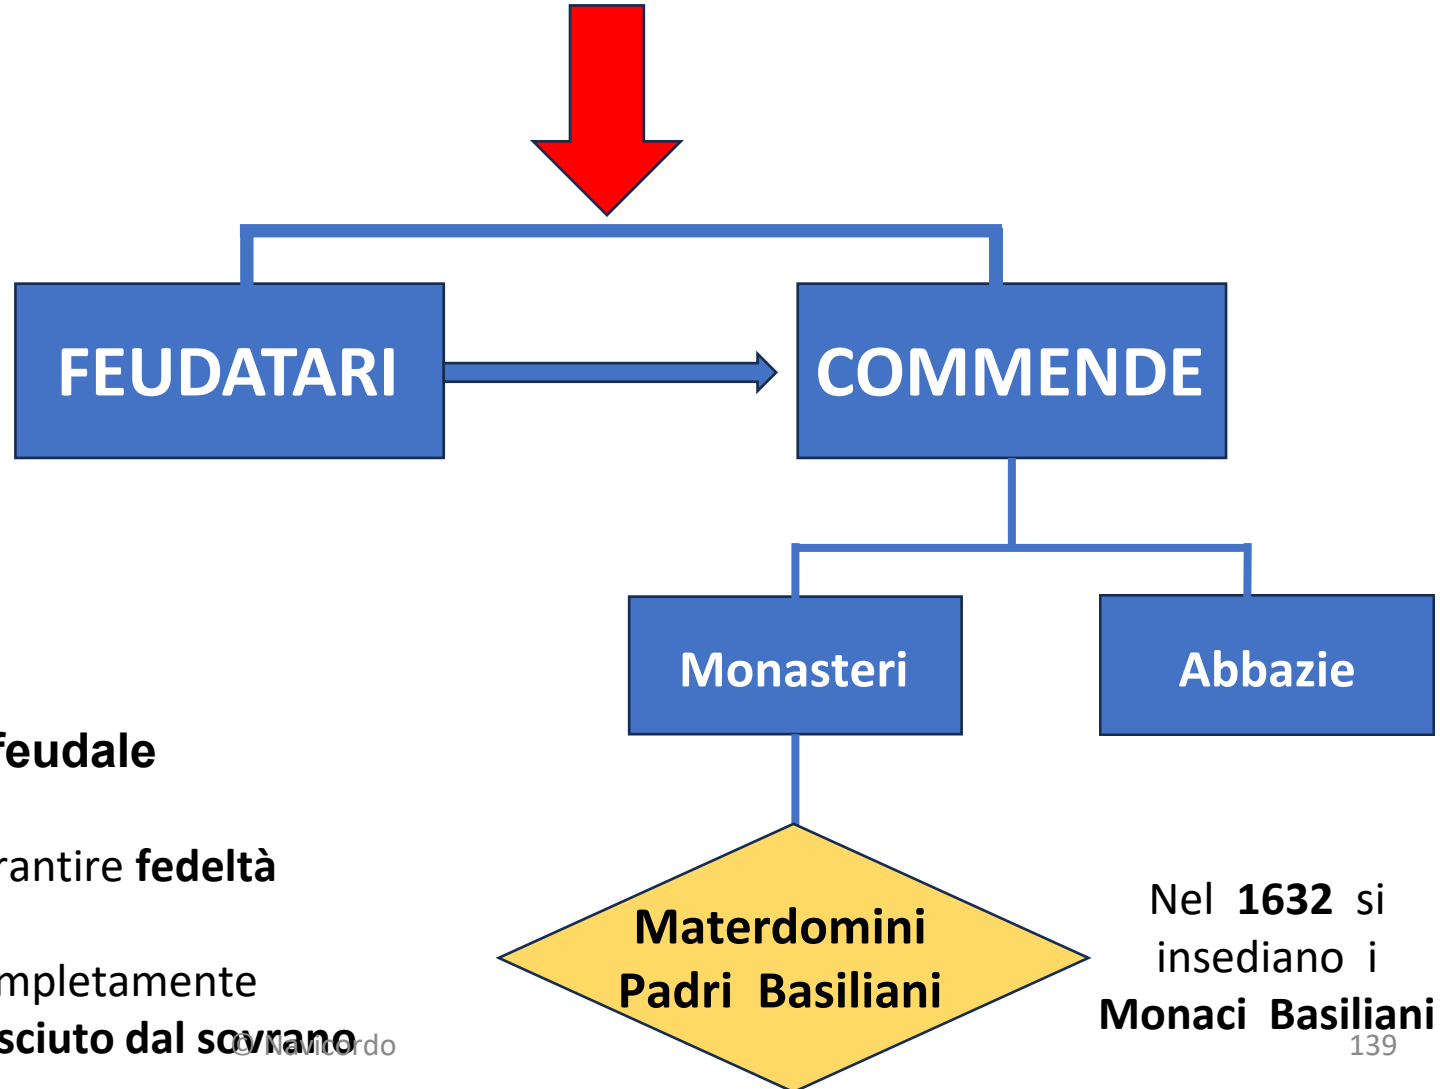 FEUDATARI
COMMENDE
Monasteri
Abbazie
feudale
rantire fedeltà
mpletamente
sciuto dal sovrano
Materdomini
Padri Basiliani
Nel 1632 si
insediano i
Monaci Basiliani
© Navicordo
139